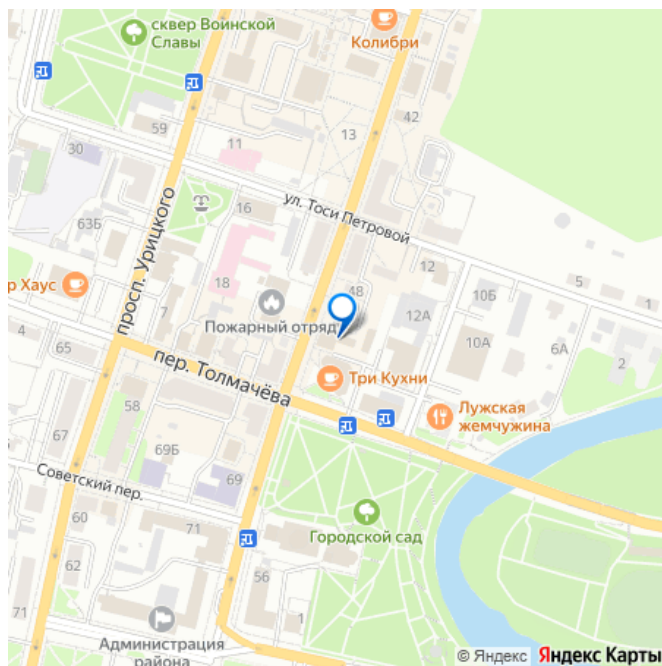 сквер Воинской
Славы
Колибри
42
59
13
11
30
ул. Тоси Петровой
63Б
16
просп. Урицкого
18
12
5
1
р Хаус
48
10Б
7
Пожарный отряд
12А
4
65
10А
6А
2
пер. Толмачёва
Три Кухни
58
Лужская
жемчужина
67
69Б
69
Советский пер.
60
71
Городской сад
62
56
71
1
Администрация
района
© Яндекс Яндекс Карты